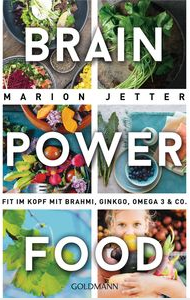 BRAIN
MARION JETTER
POWER
FIT IM KOPF MIT BRAHMI, GINKGO, OMEGA 3 & CO.
FOOD
GOLDMANN